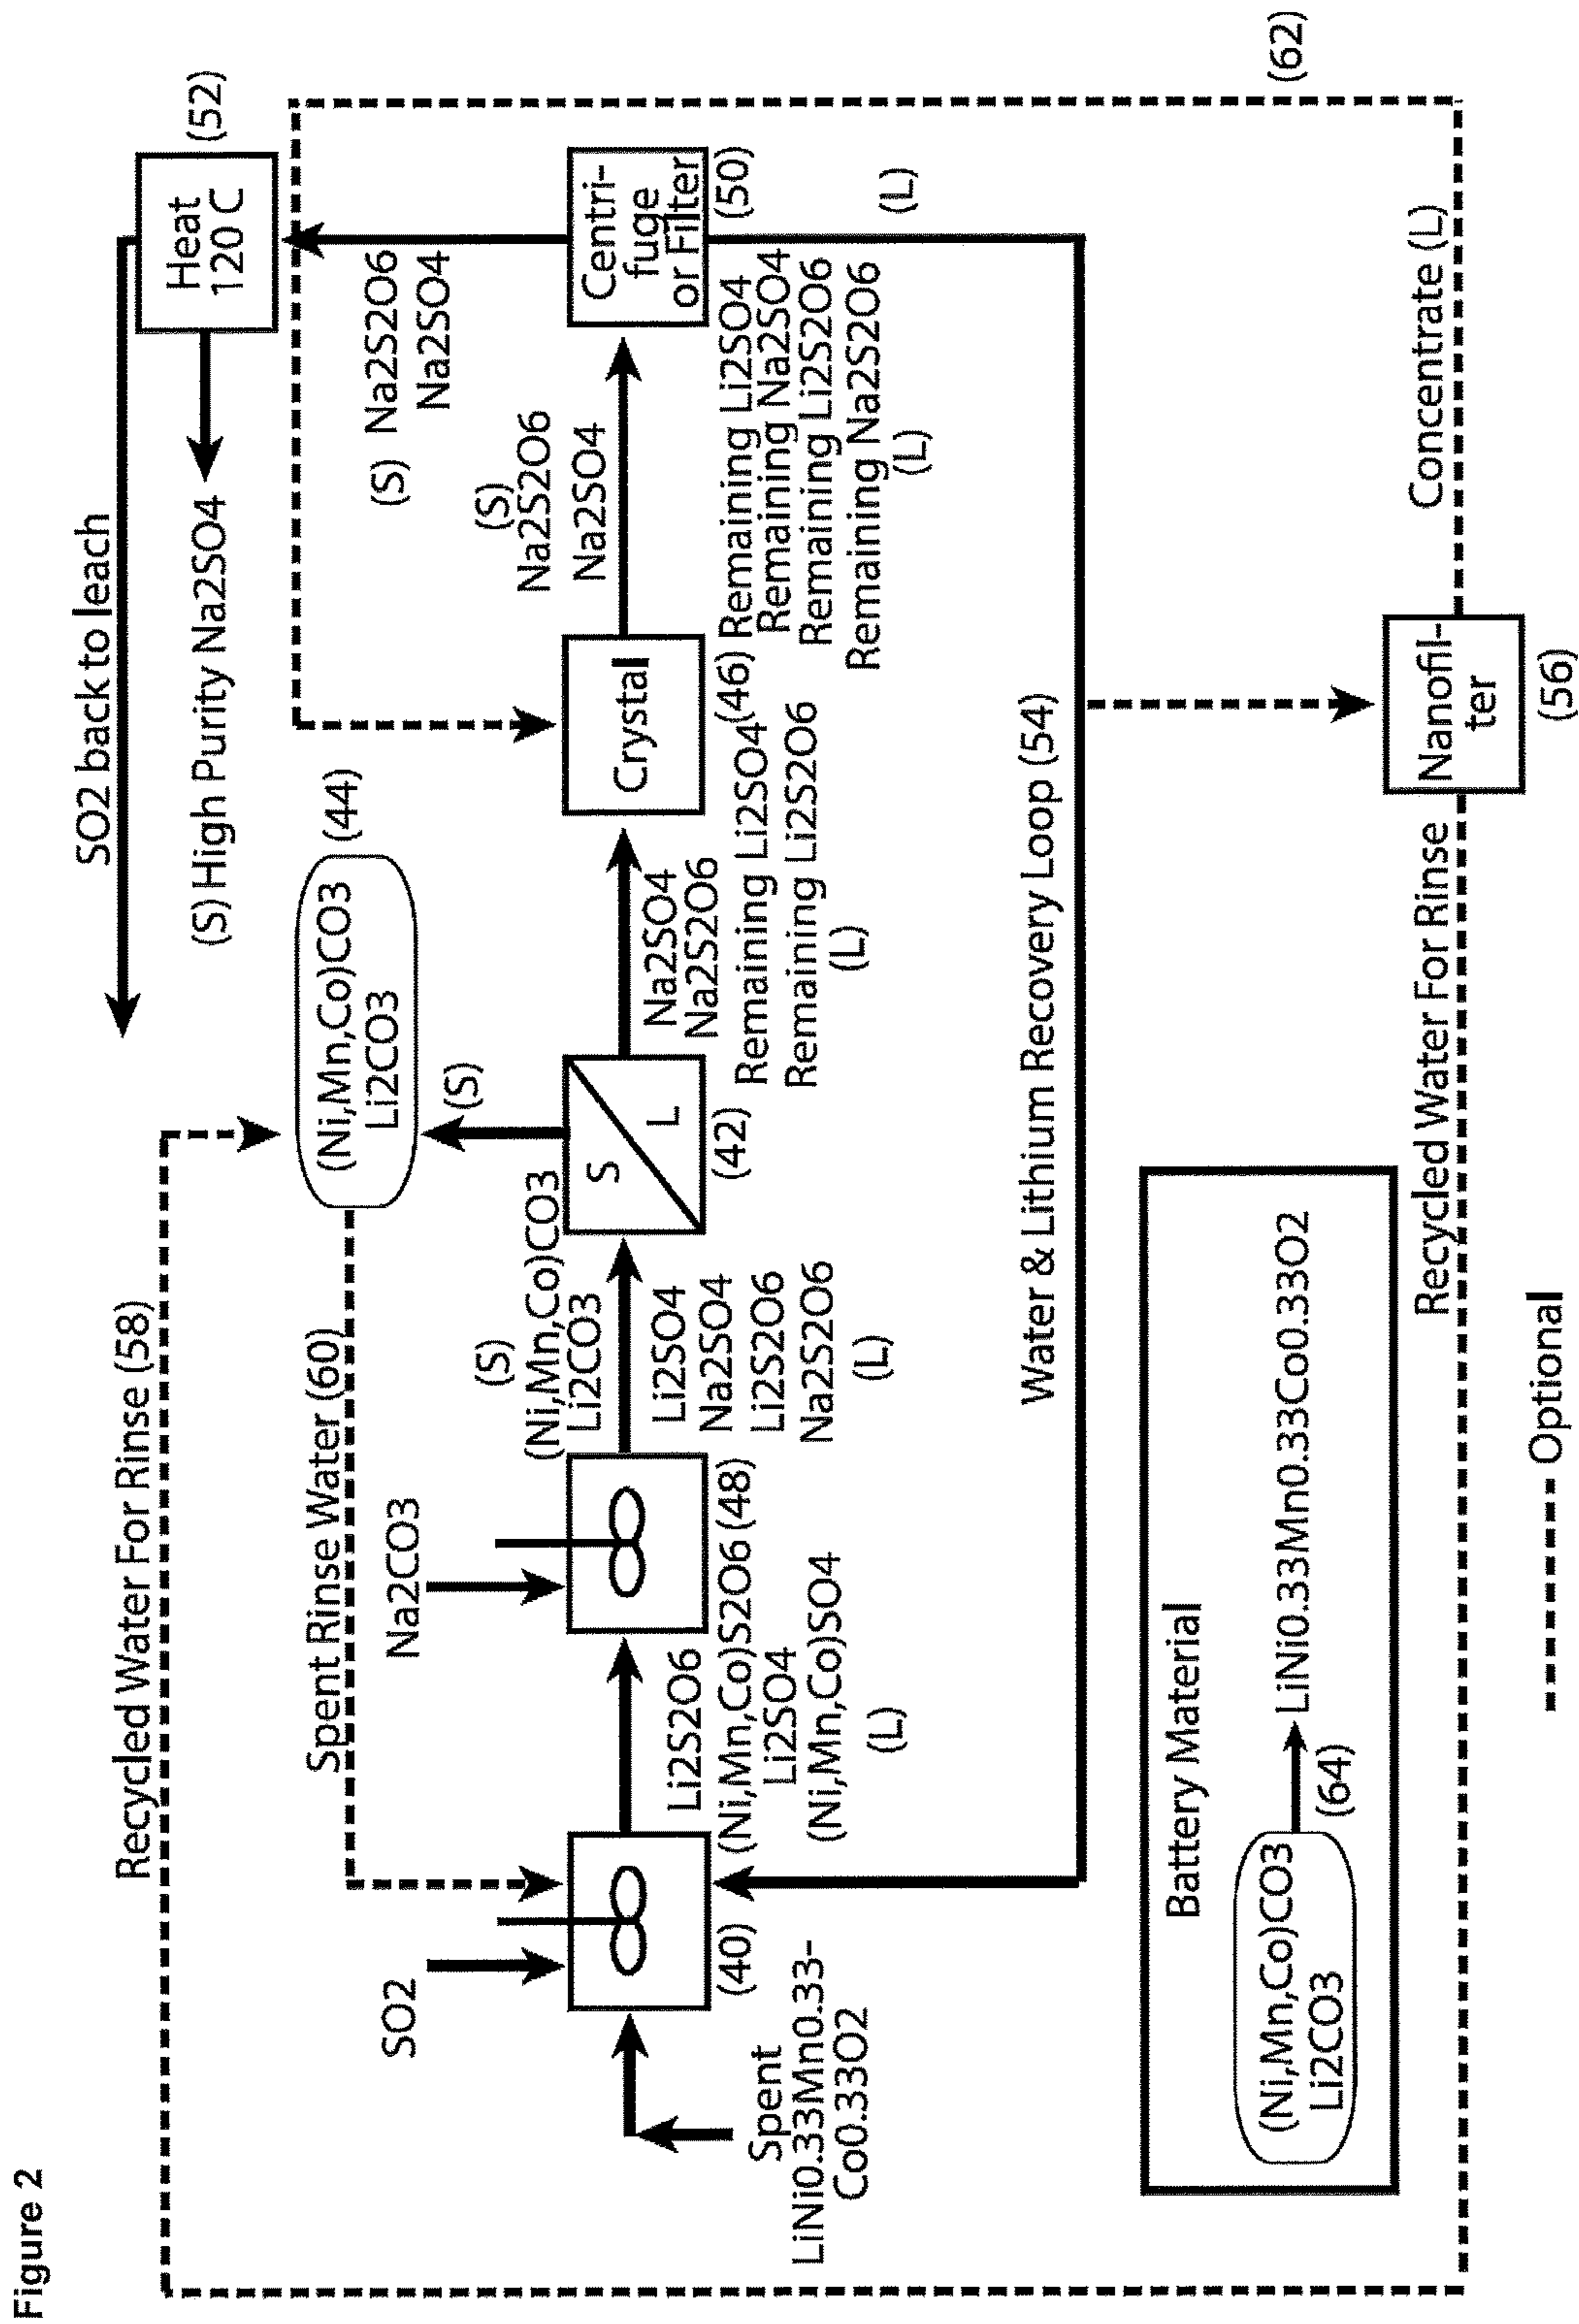 Figure 2
SO2 back to leach
Heat
120 C
(52)
(S) High Purity Na2SO4
Recycled Water For Rinse (58)
(Ni,Mn,Co)CO3
Li2CO3
(44)
Spent Rinse Water (60)
(S) Na2S2O6
Na2SO4
(62)
SO2
Na2CO3
(S)
(S)
(Ni,Mn,Co)CO3
Li2CO3
(S)
Na2S2O6
Na2SO4
S
L
(42)
Crystal
(46)
Centri-
fuge
or Filter
(50)
(40)
Li2S2O6
(Ni,Mn,Co)S2O6
Li2SO4
(Ni,Mn,Co)SO4
(L)
(48)
Li2SO4
Na2SO4
Li2S2O6
Na2S2O6
(L)
Na2SO4
Na2S2O6
Remaining Li2SO4
Remaining Li2S2O6
(L)
Remaining Li2SO4
Remaining Na2SO4
Remaining Li2S2O6
Remaining Na2S2O6
(L)
(L)
Spent
LiNi0.33Mn0.33-
Co0.33O2
Water & Lithium Recovery Loop (54)
Battery Material
(Ni,Mn,Co)CO3
Li2CO3
(64)
LiNi0.33Mn0.33Co0.33O2
Recycled Water For Rinse
Nanofil-
ter
(56)
Concentrate (L)
Optional